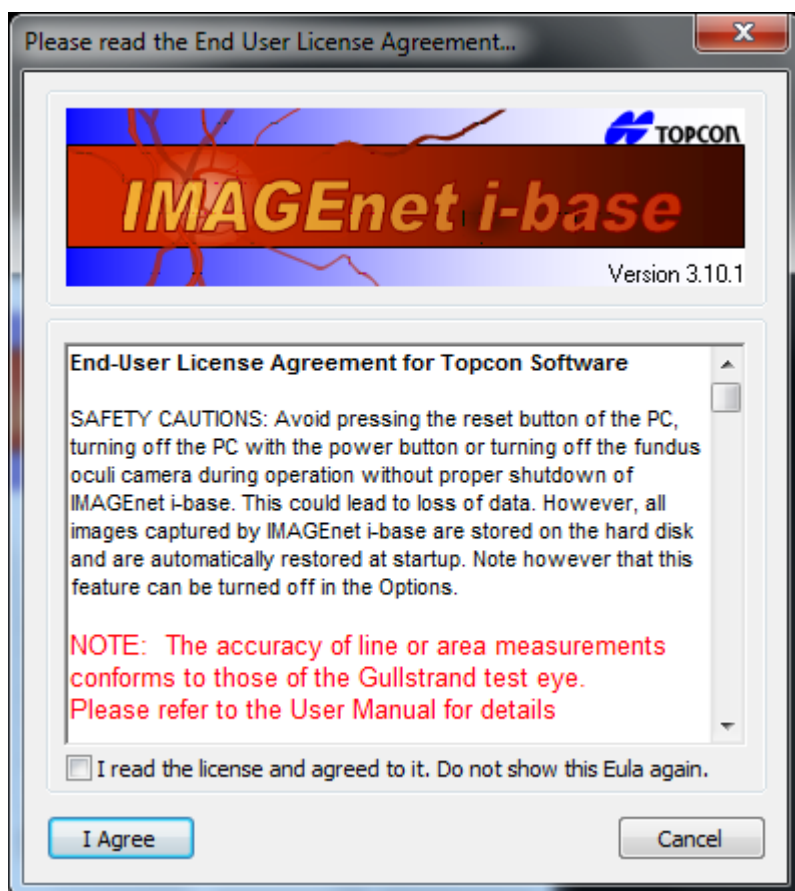 Please read the End User License Agreement...
TOPCON
IMAGEnet i-base
Version 3.10.1
End-User License Agreement for Topcon Software
SAFETY CAUTIONS: Avoid pressing the reset button of the PC,
turning off the PC with the power button or turning off the fundus
oculi camera during operation without proper shutdown of
IMAGEnet i-base. This could lead to loss of data. However, all
images captured by IMAGEnet i-base are stored on the hard disk
and are automatically restored at startup. Note however that this
feature can be turned off in the Options.
NOTE: The accuracy of line or area measurements
conforms to those of the Gullstrand test eye.
Please refer to the User Manual for details
I read the license and agreed to it. Do not show this Eula again.
I Agree
Cancel